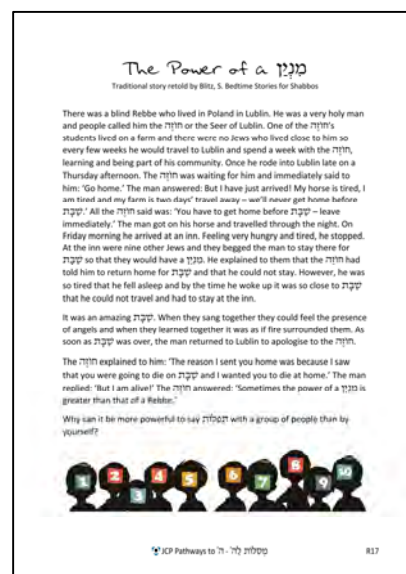 The Power of a מִנְיַן
Traditional story retold by Blitz, S. Bedtime Stories for Shabbos
There was a blind Rebbe who lived in Poland in Lublin. He was a very holy man
and people called him the חוֹזֶה or the Seer of Lublin. One of the חוֹזֶה's
students lived on a farm and there were no Jews who lived close to him so
every few weeks he would travel to Lublin and spend a week with the חוֹזֶה,
learning and being part of his community. Once he rode into Lublin late on a
Thursday afternoon. The חוֹזֶה was waiting for him and immediately said to
him: 'Go home.' The man answered: But I have just arrived! My horse is tired, I
am tired and my farm is two days' travel away – we'll never get home before
שַׁבָּת.' All the חוֹזֶה said was: 'You have to get home before שַׁבָּת – leave
immediately.' The man got on his horse and travelled through the night. On
Friday morning he arrived at an inn. Feeling very hungry and tired, he stopped.
At the inn were nine other Jews and they begged the man to stay there for
שַׁבָּת so that they would have a מִנְיַן. He explained to them that the חוֹזֶה had
told him to return home for שַׁבָּת and that he could not stay. However, he was
so tired that he fell asleep and by the time he woke up it was so close to שַׁבָּת
that he could not travel and had to stay at the inn.
It was an amazing שַׁבָּת. When they sang together they could feel the presence
of angels and when they learned together it was as if fire surrounded them. As
soon as שַׁבָּת was over, the man returned to Lublin to apologise to the חוֹזֶה.
The חוֹזֶה explained to him: 'The reason I sent you home was because I saw
that you were going to die on שַׁבָּת and I wanted you to die at home.' The man
replied: 'But I am alive!' The חוֹזֶה answered: 'Sometimes the power of a מִנְיַן is
greater than that of a Rebbe.'
Why can it be more powerful to say תפלות with a group of people than by
yourself?
1 2 3 4 5 6 7 8 9 10
JCP Pathways to ה' - מְסִלּוֹת לַה' R17